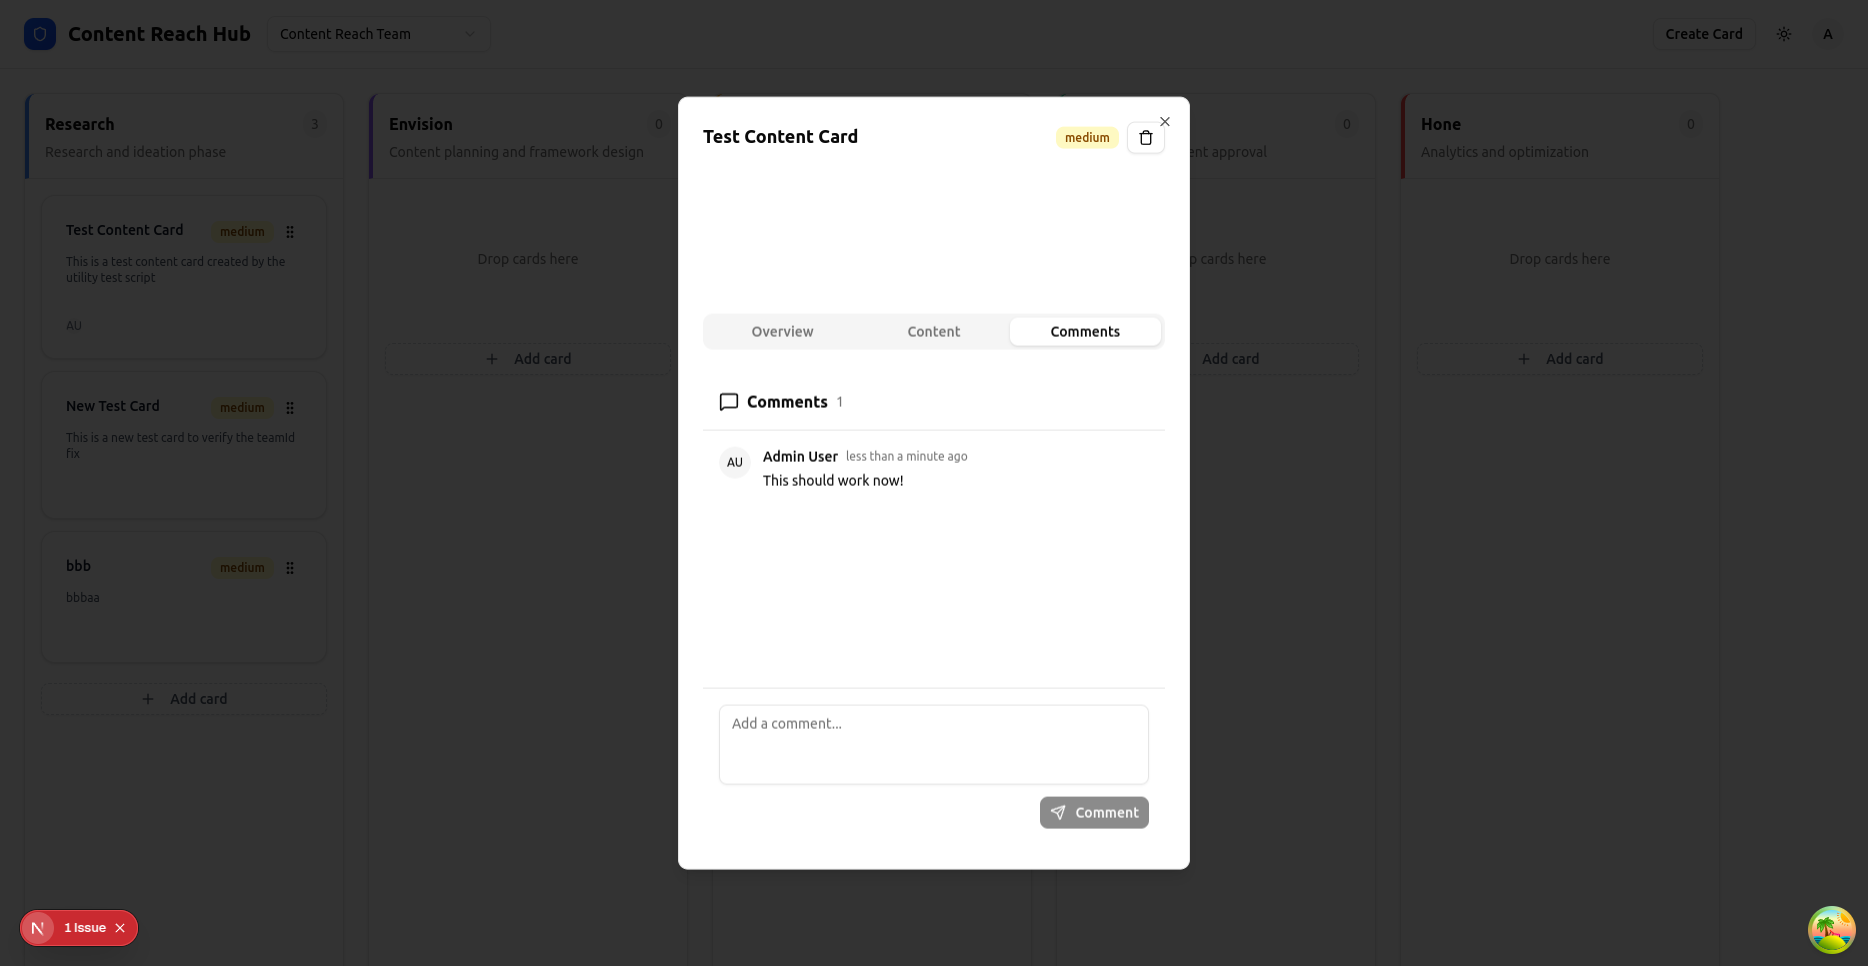 Content Reach Hub
Content Reach Team
Create Card
A
Research
3
Research and ideation phase
Test Content Card
medium
This is a test content card created by the
utility test script
AU
New Test Card
medium
This is a new test card to verify the teamId
fix
bbb
medium
bbbaa
+ Add card
Envision
0
Content planning and framework design
Drop cards here
+ Add card
Test Content Card
medium
Overview
Content
Comments
Comments 1
AU
Admin User less than a minute ago
This should work now!
Add a comment...
Comment
0
ent approval
p cards here
Add card
Hone
0
Analytics and optimization
Drop cards here
+ Add card
N
1 Issue